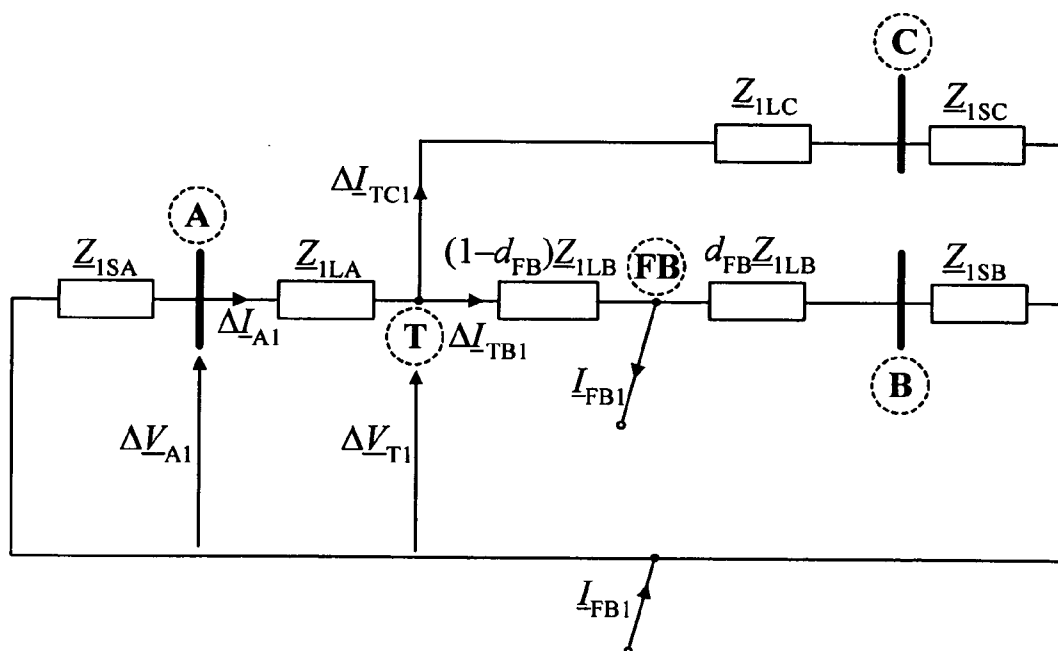 C
Z1LC
Z1SC
ΔITC1
A
Z1SA
Z1LA
(1–dFB)Z1LB
FB
dFBZ1LB
Z1SB
ΔIA1
T
ΔITB1
IFB1
B
ΔVA1
ΔVT1
IFB1